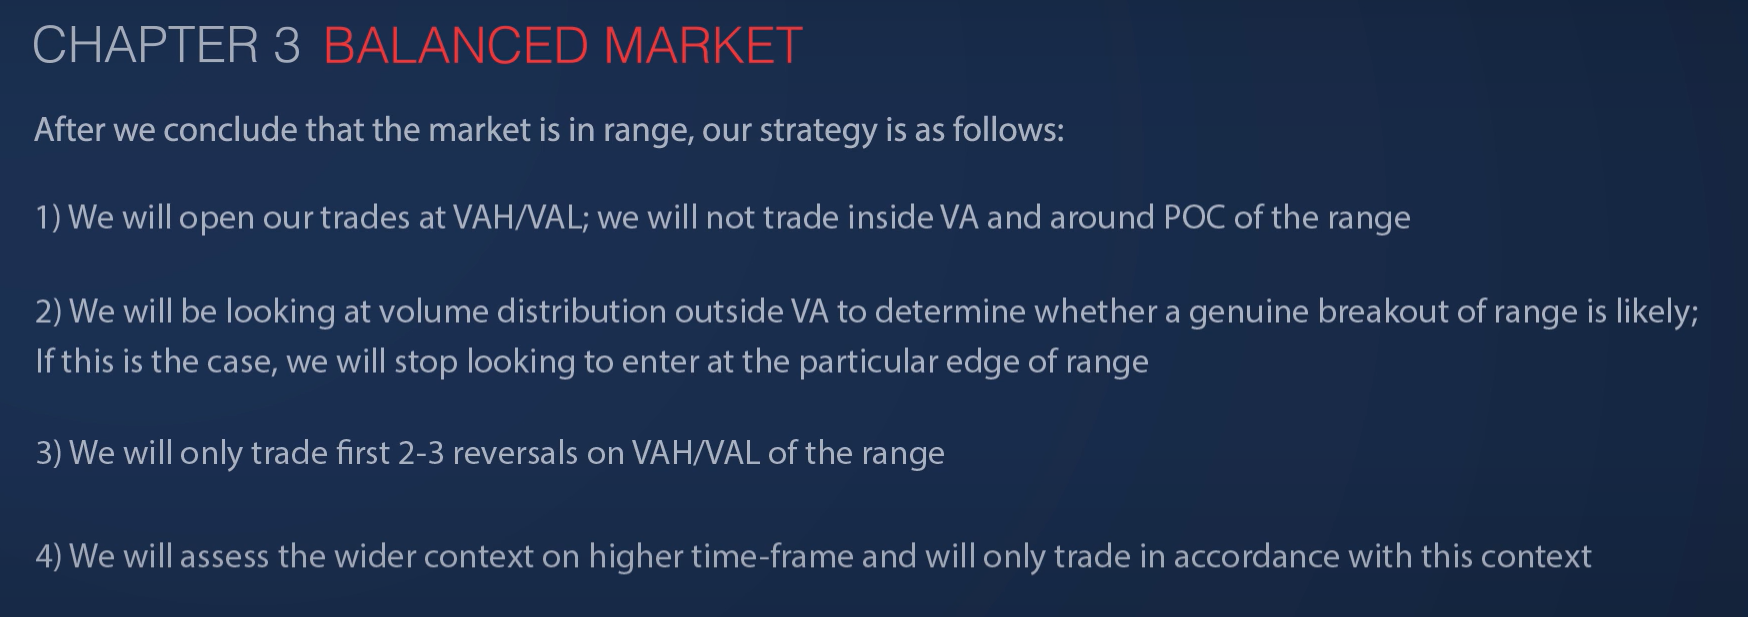 CHAPTER 3 BALANCED MARKET
After we conclude that the market is in range, our strategy is as follows:
1) We will open our trades at VAH/VAL; we will not trade inside VA and around POC of the range
2) We will be looking at volume distribution outside VA to determine whether a genuine breakout of range is likely;
If this is the case, we will stop looking to enter at the particular edge of range
3) We will only trade first 2-3 reversals on VAH/VAL of the range
4) We will assess the wider context on higher time-frame and will only trade in accordance with this context